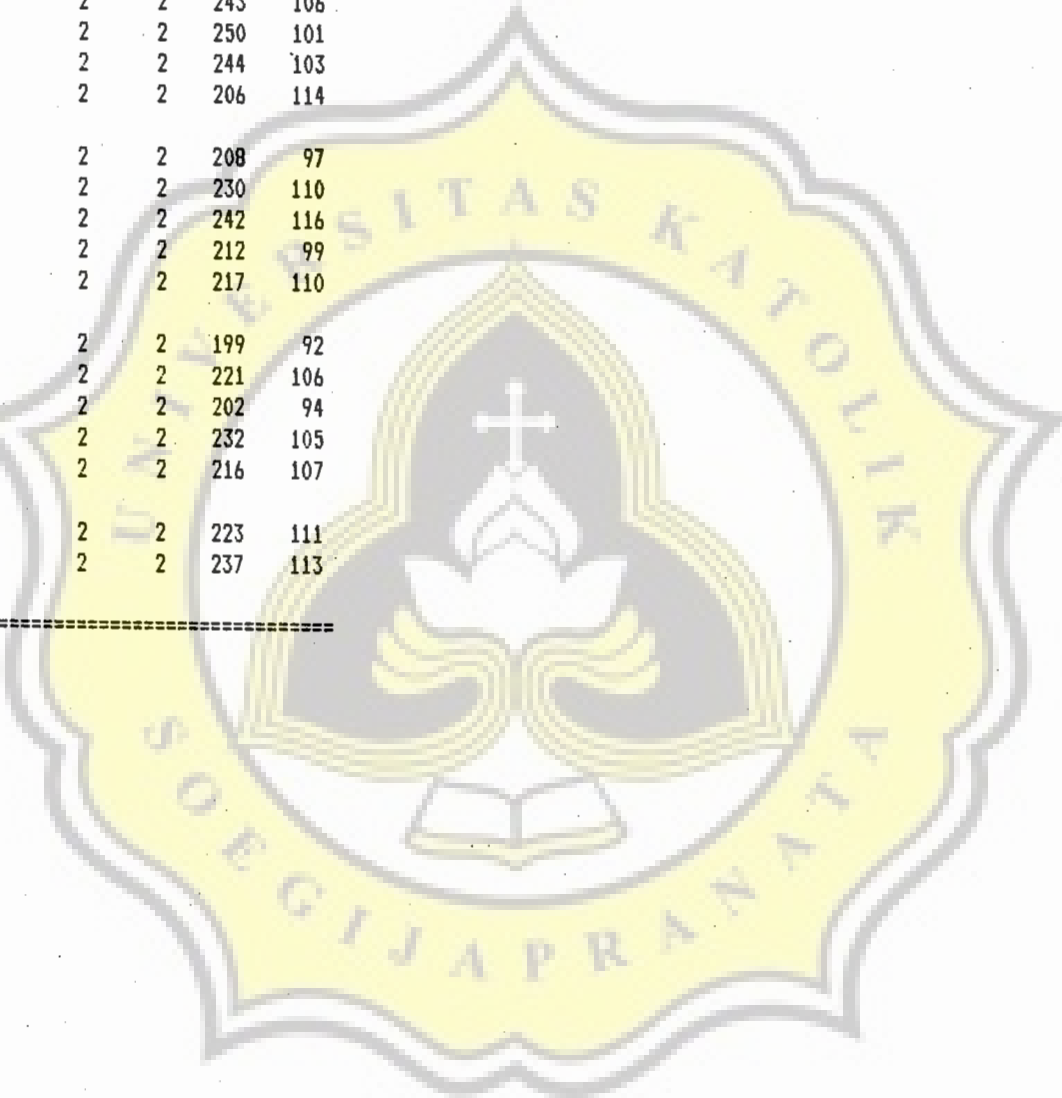 2 2 243 106
2 2 250 101
2 2 244 103
2 2 206 114
2 2 208 97
2 2 230 110
2 2 242 116
2 2 212 99
2 2 217 110
2 2 199 92
2 2 221 106
2 2 202 94
2 2 232 105
2 2 216 107
2 2 223 111
2 2 237 113
UNIVERSITAS KATOLIK
SOEGIJAPRANATA